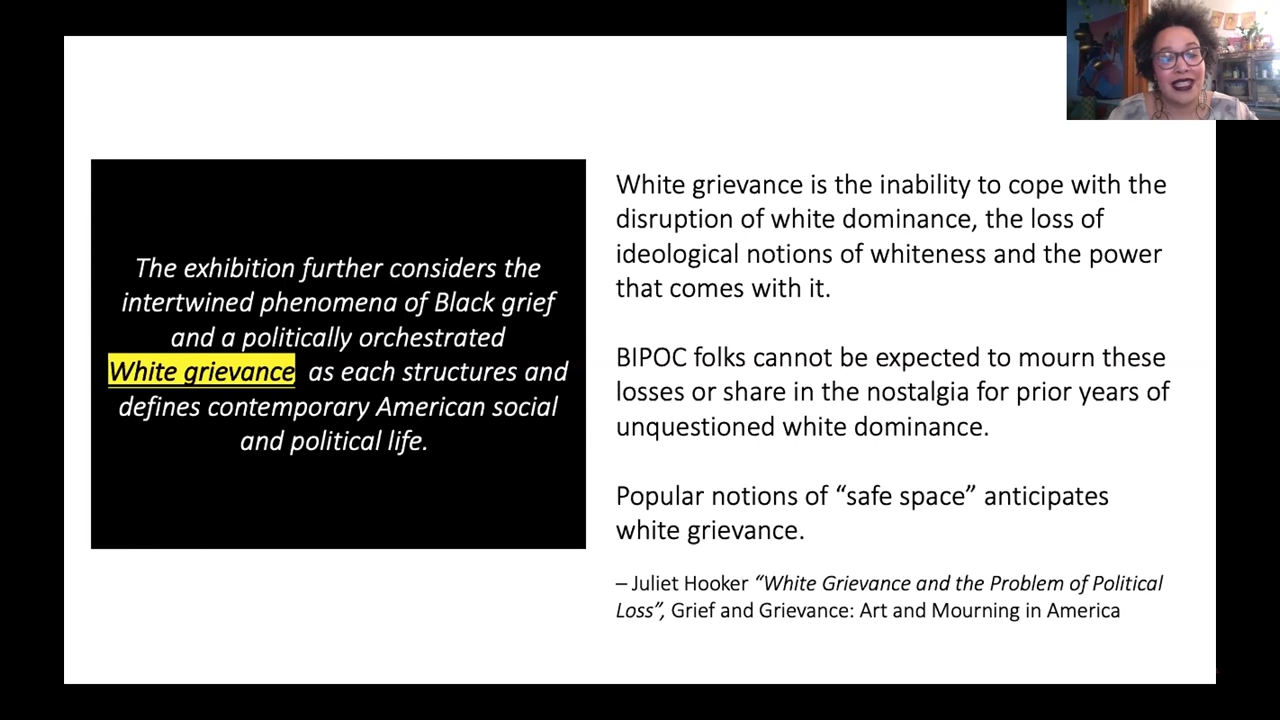 The exhibition further considers the
intertwined phenomena of Black grief
and a politically orchestrated
White grievance as each structures and
defines contemporary American social
and political life.
White grievance is the inability to cope with the
disruption of white dominance, the loss of
ideological notions of whiteness and the power
that comes with it.
BIPOC folks cannot be expected to mourn these
losses or share in the nostalgia for prior years of
unquestioned white dominance.
Popular notions of “safe space” anticipates
white grievance.
– Juliet Hooker “White Grievance and the Problem of Political
Loss”, Grief and Grievance: Art and Mourning in America